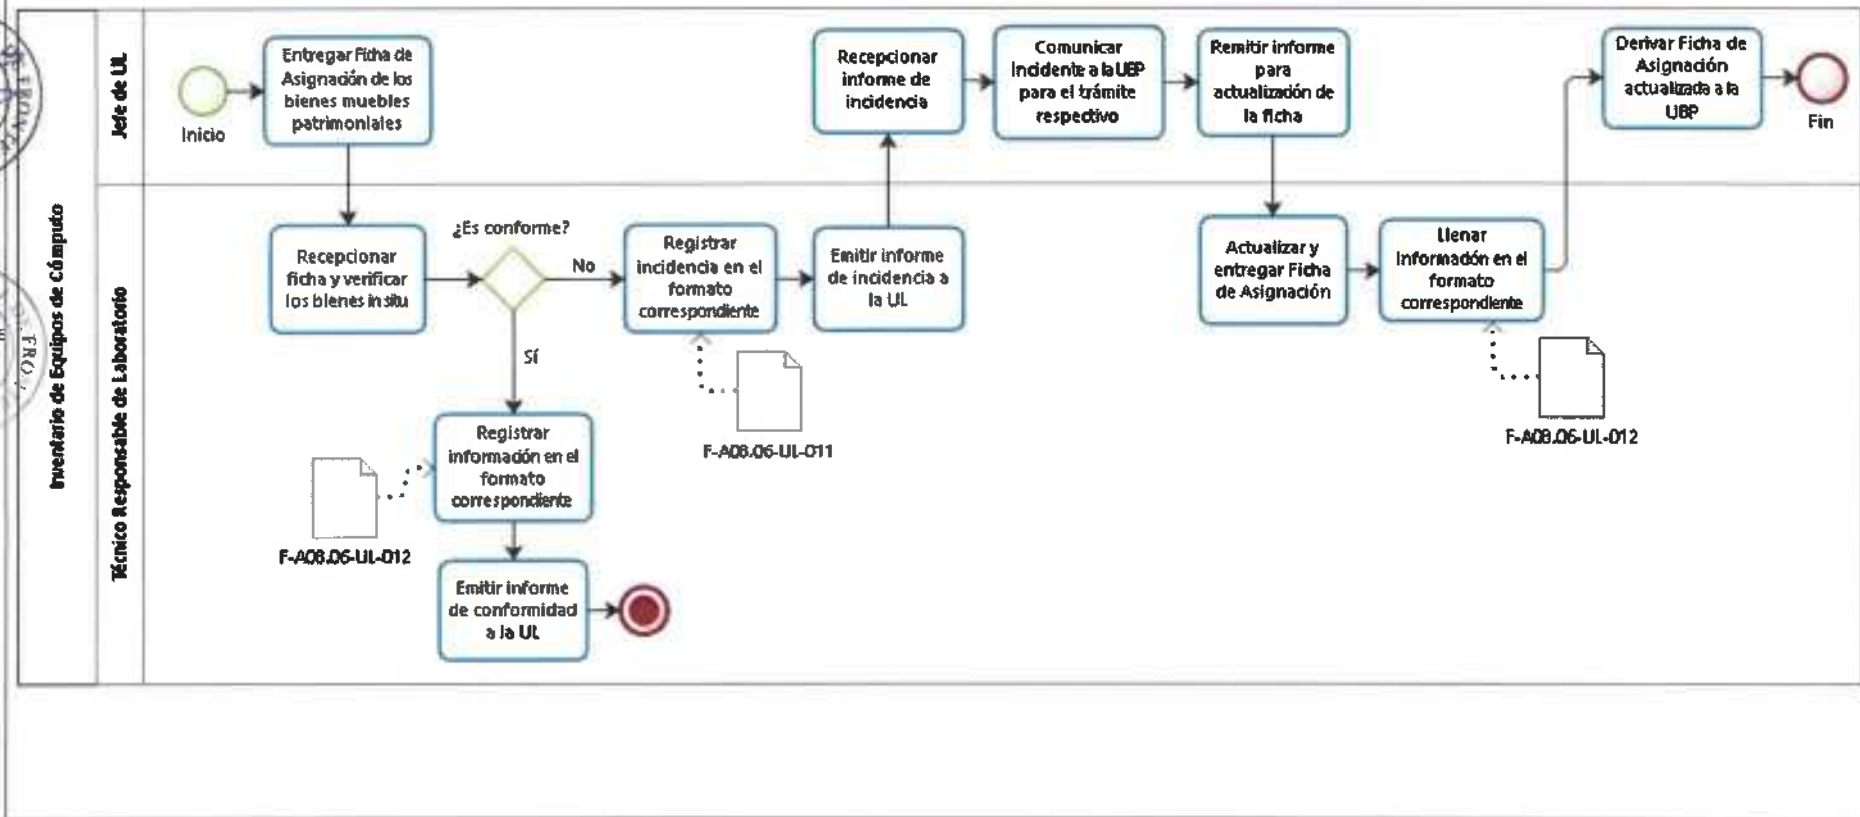 Inventario de Equipos de Cómputo
Jefe de UL
Inicio
Entregar Ficha de
Asignación de los
bienes muebles
patrimoniales
Recepcionar
informe de
incidencia
Comunicar
Incidente a la UBP
para el trámite
respectivo
Remitir informe
para
actualización de
la ficha
Derivar Ficha de
Asignación
actualizada a la
UBP
Fin
Técnico Responsable de Laboratorio
Recepcionar
ficha y verificar
los bienes in situ
¿Es conforme?
No
Sí
Registrar
incidencia en el
formato
correspondiente
F-A08.06-UL-011
Emitir informe
de incidencia a
la UL
Actualizar y
entregar Ficha
de Asignación
Llenar
Información en el
formato
correspondiente
F-A08.06-UL-012
Registrar
información en el
formato
correspondiente
F-A08.06-UL-012
Emitir informe
de conformidad
a la UL